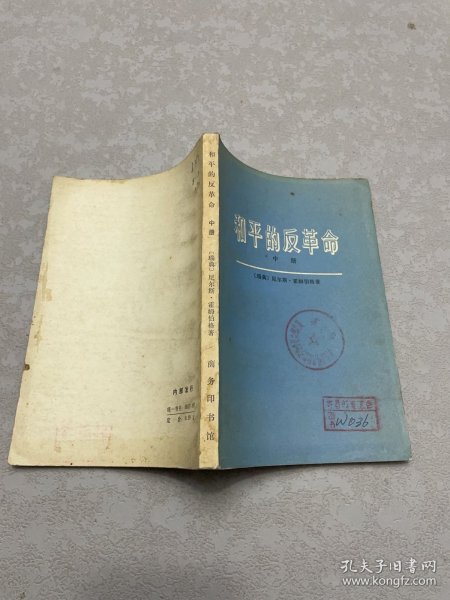 和平的反革命
中册
〔瑞典〕尼尔斯·霍姆伯格著
W036
和平的反革命 中册 〔瑞典〕尼尔斯·霍姆伯格著 商务印书馆
内部发行
孔夫子旧书网
www.kongfz.com